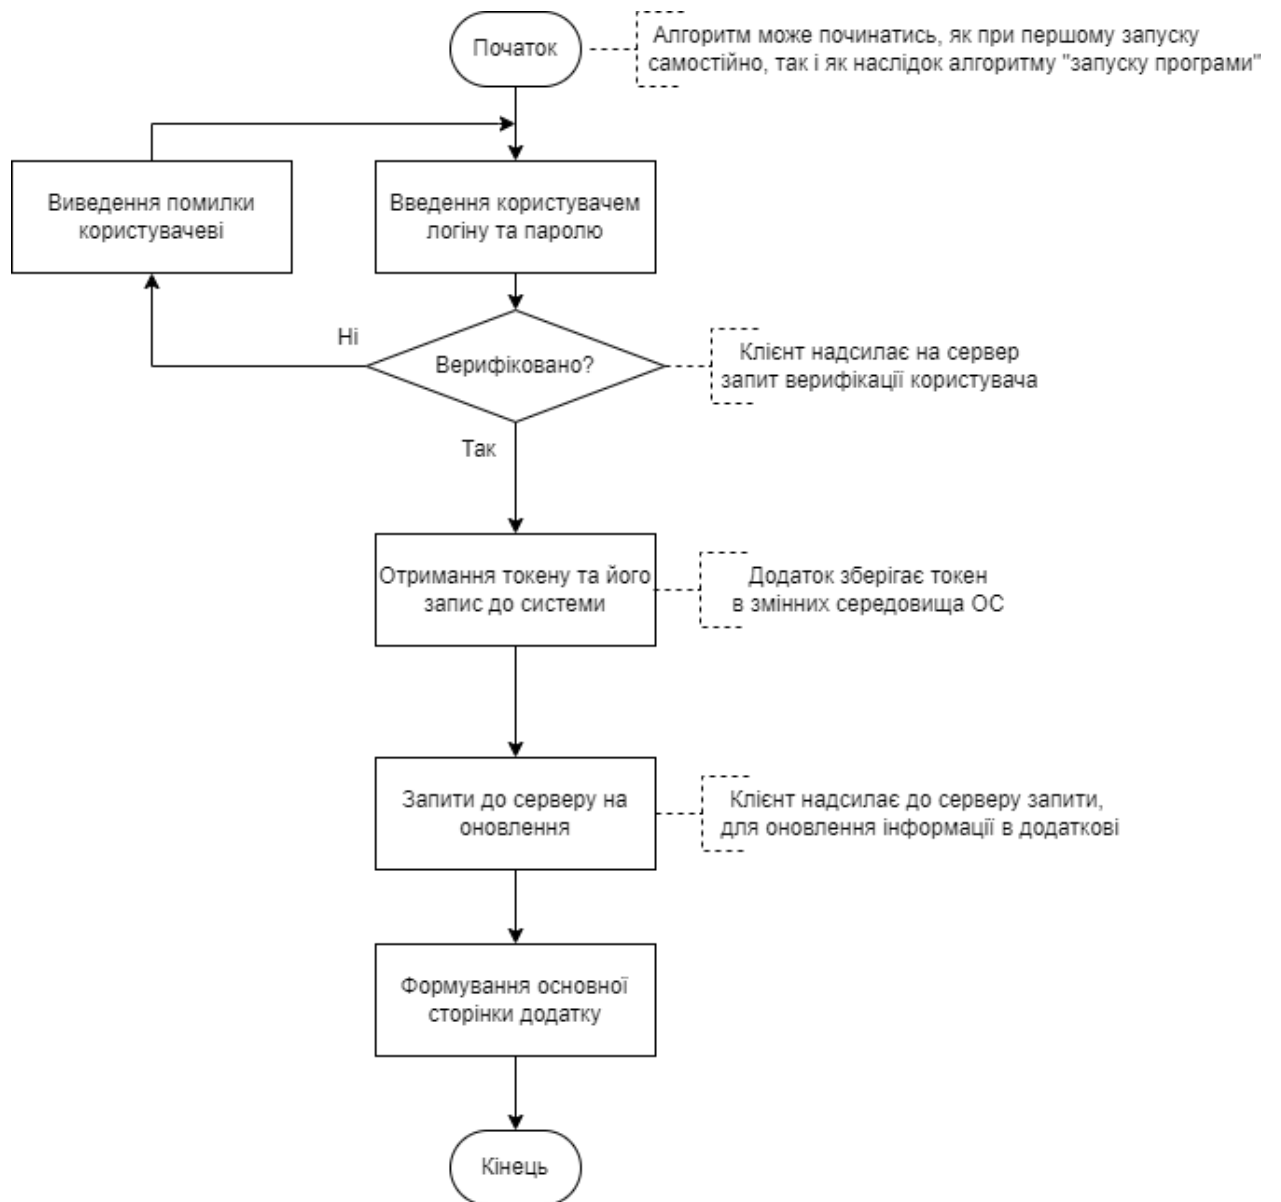 Початок
Алгоритм може починатись, як при першому запуску
самостійно, так і як наслідок алгоритму "запуску програми"
Виведення помилки
користувачеві
Введення користувачем
логіну та паролю
Ні
Верифіковано?
Клієнт надсилає на сервер
запит верифікації користувача
Так
Отримання токену та його
запис до системи
Додаток зберігає токен
в змінних середовища ОС
Запити до серверу на
оновлення
Клієнт надсилає до серверу запити,
для оновлення інформації в додаткові
Формування основної
сторінки додатку
Кінець